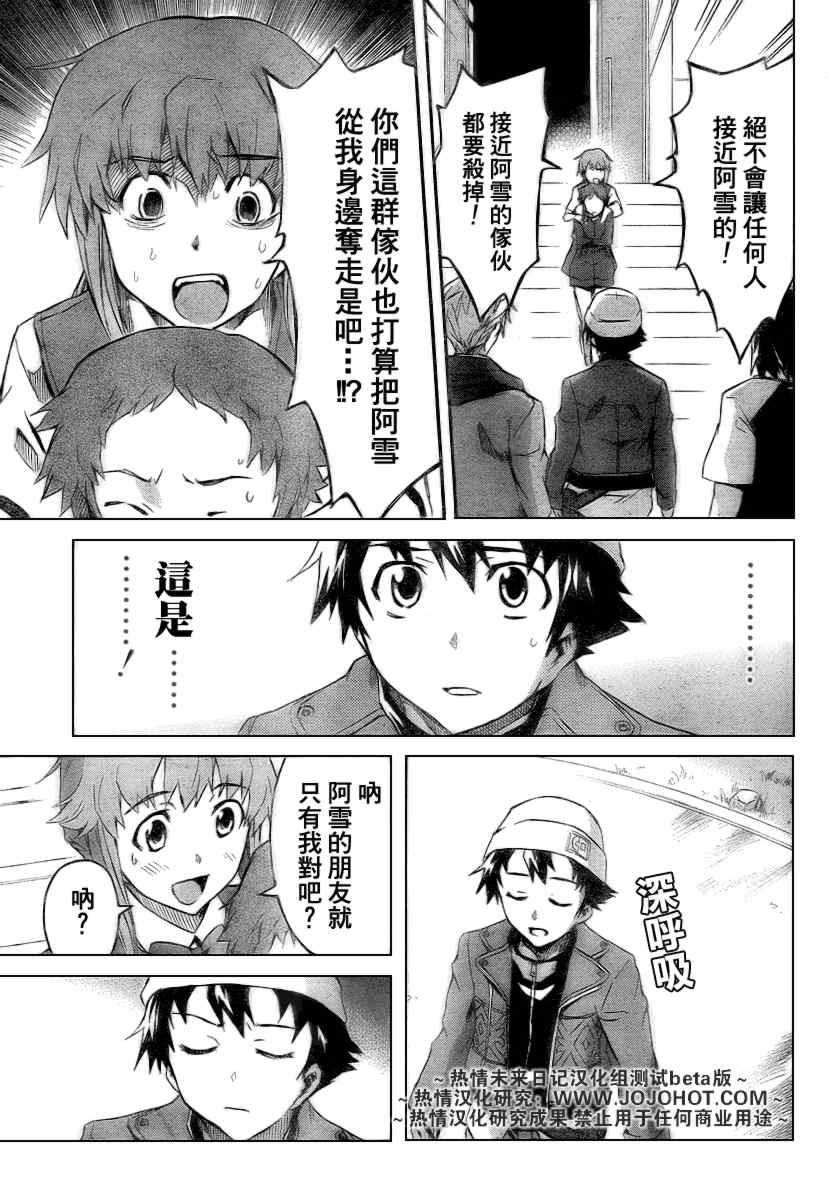 絕不會讓任何人
接近阿雪的！
接近阿雪的傢伙
都要殺掉！
你們這群傢伙也打算把阿雪
從我身邊奪走是吧…!!?
………
這是
………！
深呼吸
吶
阿雪的朋友就
只有我對吧？
吶？
～热情未来日记汉化组测试beta版～
～热情汉化研究：WWW.JOJOHOT.COM～
～热情汉化研究成果 禁止用于任何商业用途～